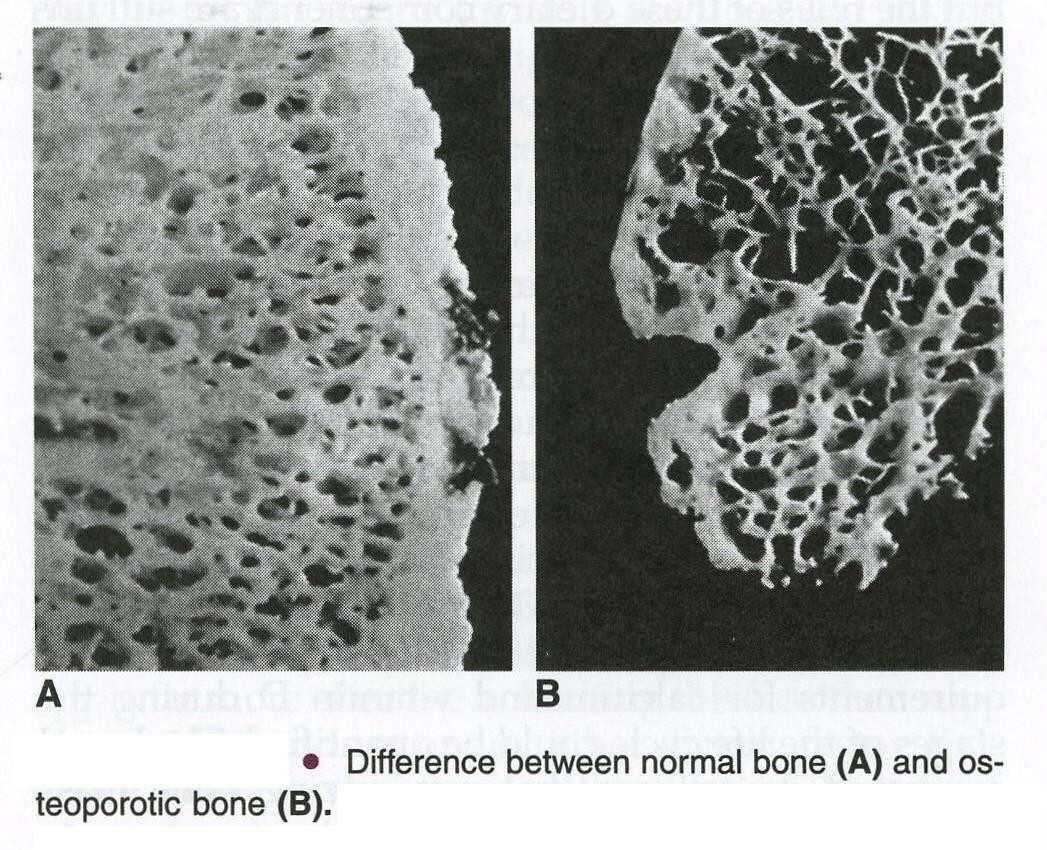 A
B
• Difference between normal bone (A) and os-
teoporotic bone (B).